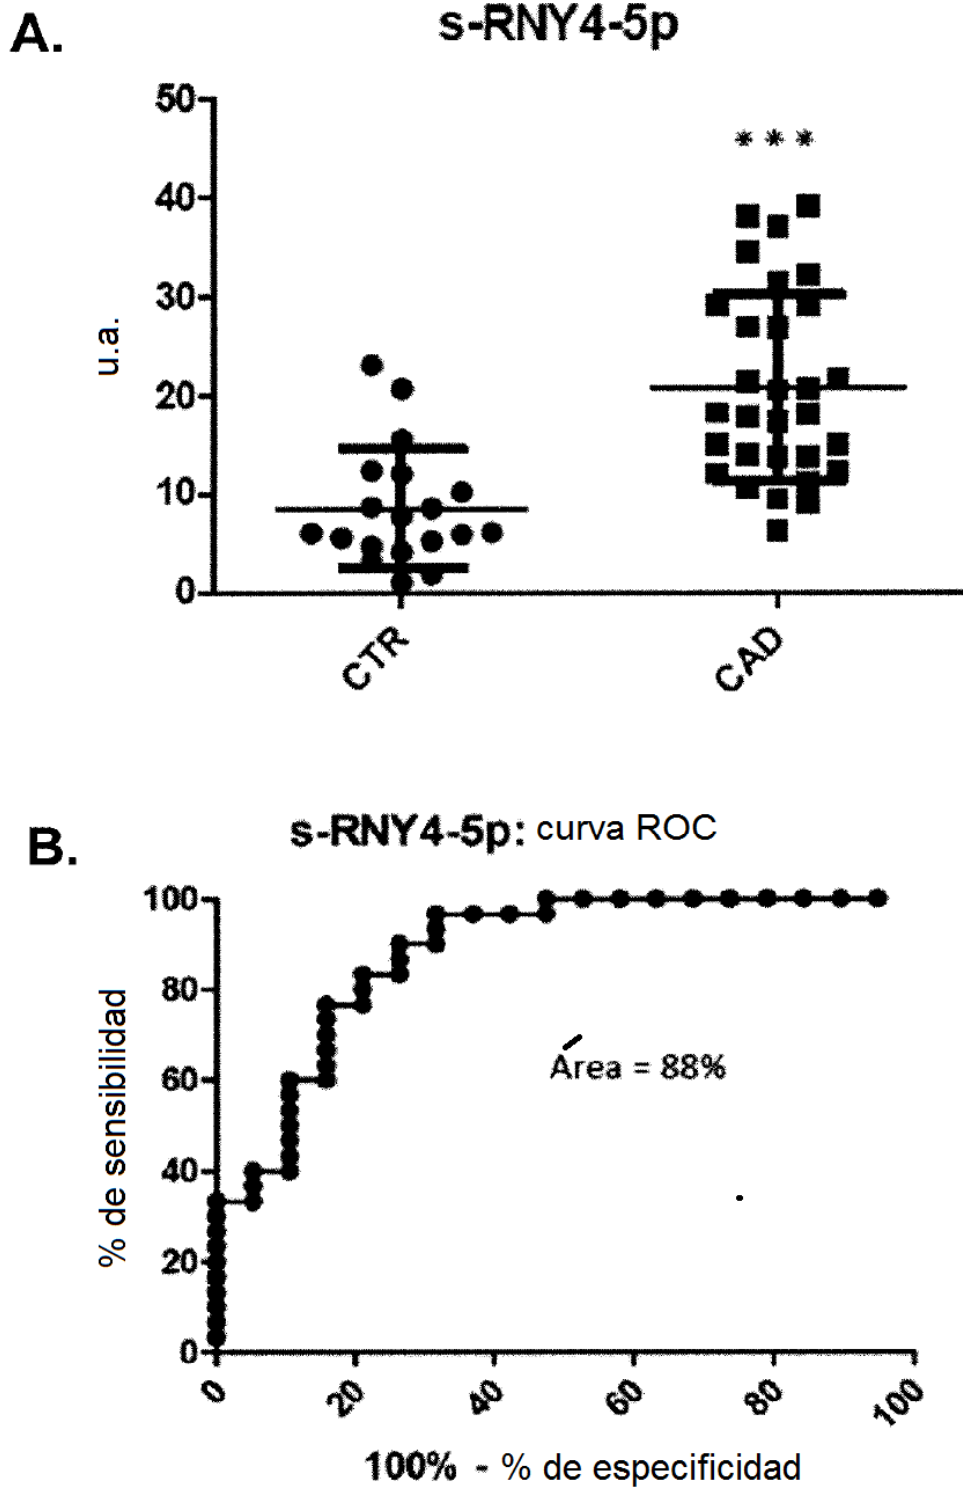 A.
s-RNY4-5p
50
40
30
20
10
0
u.a.
***
CTR
CAD
B.
s-RNY4-5p: curva ROC
100
80
60
40
20
0
% de sensibilidad
Área = 88%
0
20
40
60
80
100
100% - % de especificidad